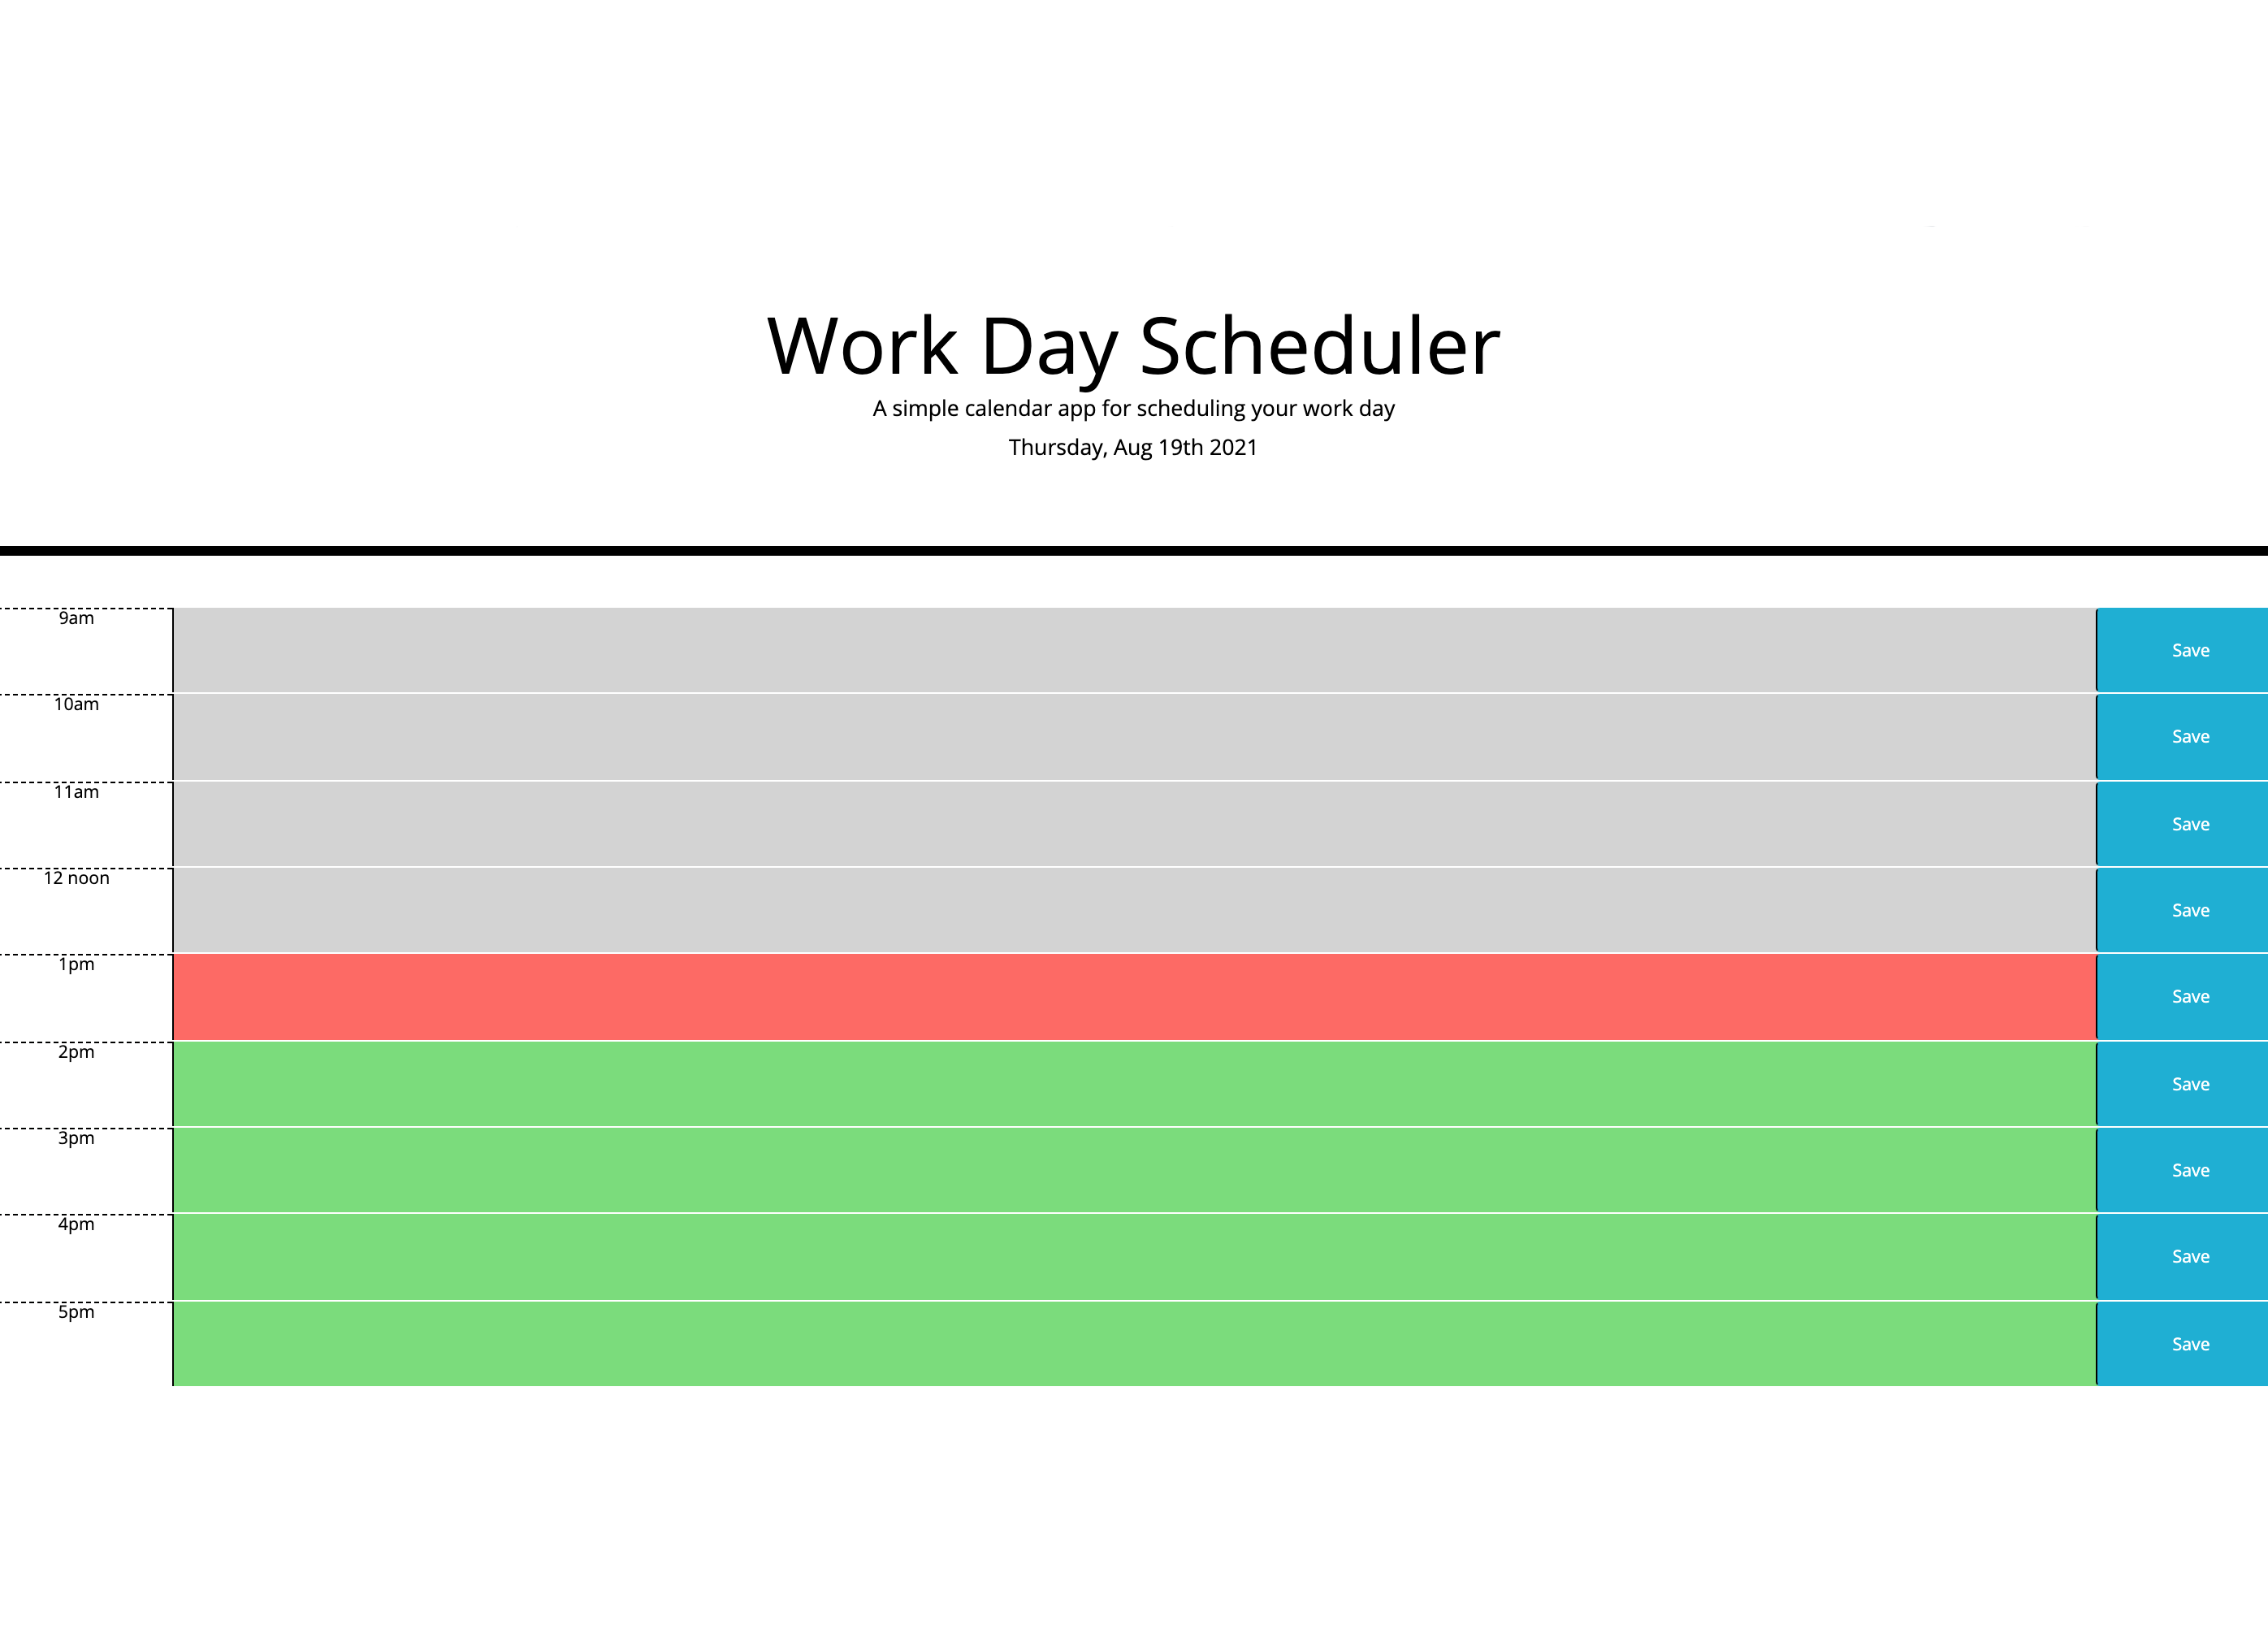 Work Day Scheduler
A simple calendar app for scheduling your work day
Thursday, Aug 19th 2021
9am
Save
10am
Save
11am
Save
12 noon
Save
1pm
Save
2pm
Save
3pm
Save
4pm
Save
5pm
Save